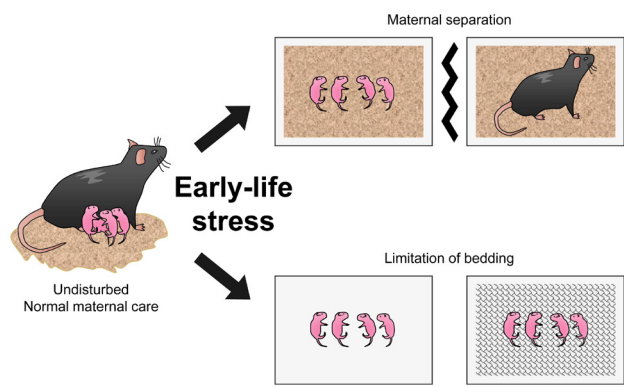 Maternal separation
Early-life
stress
Undisturbed
Normal maternal care
Limitation of bedding